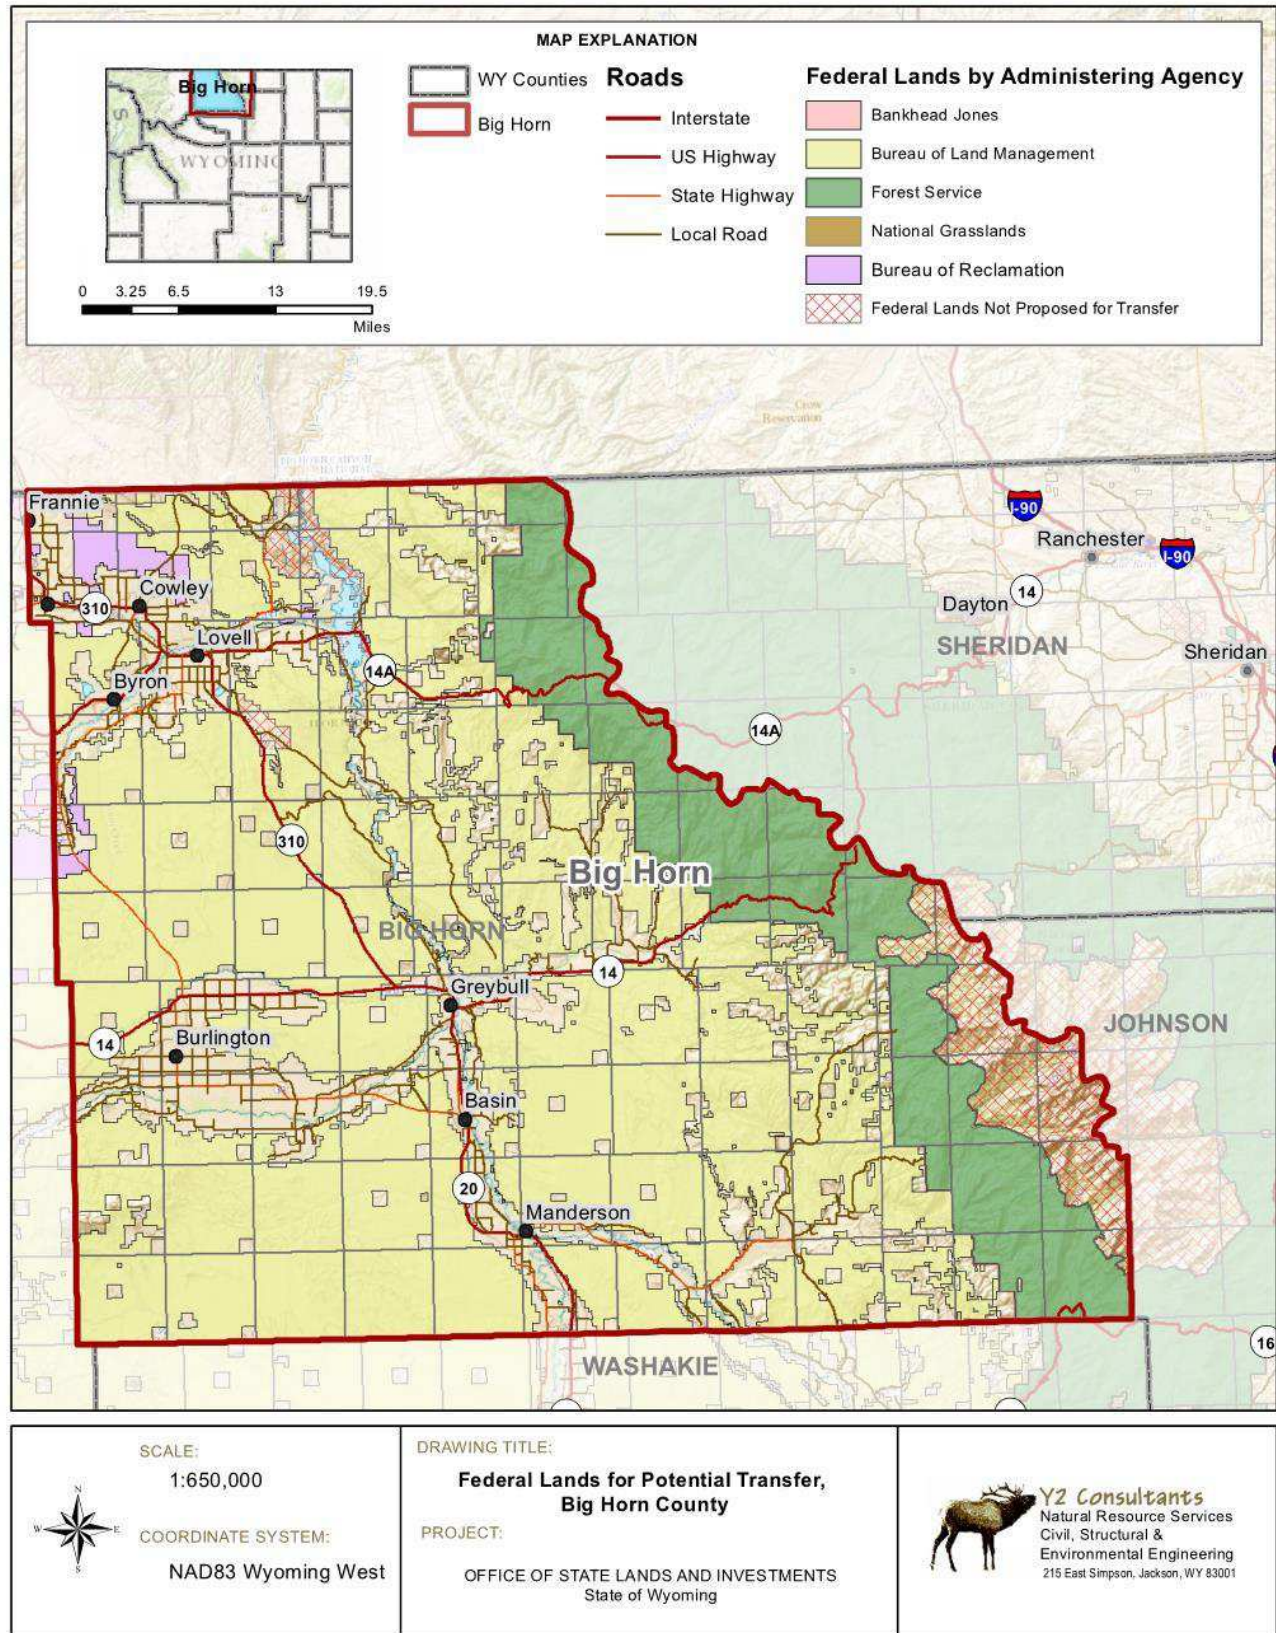 MAP EXPLANATION
Big Horn
WYOMING
0 3.25 6.5 13 19.5
Miles
WY Counties
Big Horn
Roads
Interstate
US Highway
State Highway
Local Road
Federal Lands by Administering Agency
Bankhead Jones
Bureau of Land Management
Forest Service
National Grasslands
Bureau of Reclamation
Federal Lands Not Proposed for Transfer
Crow
Reservation
Frannie
I-90
Ranchester
I-90
Cowley
310
14
Dayton
Lovell
SHERIDAN
Sheridan
14A
Byron
14A
310
Big Horn
BIG HORN
14
Greybull
JOHNSON
14
Burlington
Basin
20
Manderson
16
WASHAKIE
SCALE:
1:650,000
COORDINATE SYSTEM:
NAD83 Wyoming West
N
W E
S
DRAWING TITLE:
Federal Lands for Potential Transfer,
Big Horn County
PROJECT:
OFFICE OF STATE LANDS AND INVESTMENTS
State of Wyoming
Y2 Consultants
Natural Resource Services
Civil, Structural &
Environmental Engineering
215 East Simpson, Jackson, WY 83001